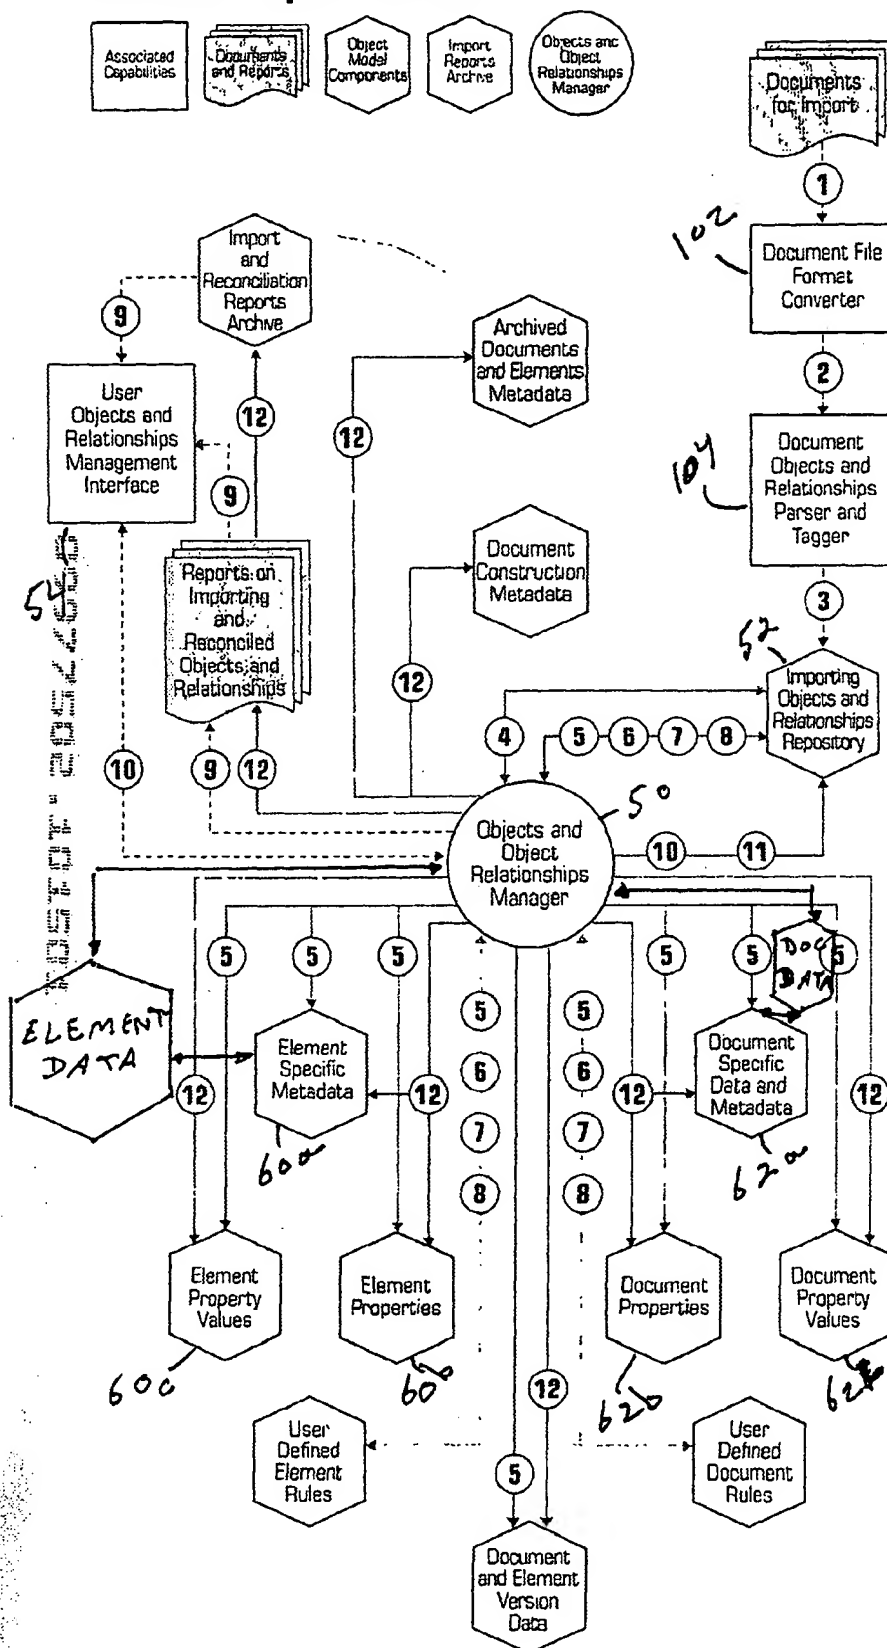 Associated
Capabilities
Documents
and Reports
Object
Model
Components
Import
Reports
Archive
Objects and
Object
Relationships
Manager
Documents
for Import
1
102
Document File
Format
Converter
2
104
Document
Objects and
Relationships
Parser and
Tagger
3
52
Importing
Objects and
Relationships
Repository
Import
and
Reconciliation
Reports
Archive
9
12
User
Objects and
Relationships
Management
Interface
9
54
Archived
Documents
and Elements
Metadata
12
Document
Construction
Metadata
12
Reports on
Importing
and
Reconciled
Objects and
Relationships
10
9
12
4
5
6
7
8
Objects and
Object
Relationships
Manager
50
10
11
5
5
5
5
5
5
DOC
DATA
ELEMENT
DATA
Element
Specific
Metadata
60a
Document
Specific
Data and
Metadata
62a
12
12
12
12
5
6
7
8
5
6
7
8
Element
Property
Values
60c
Element
Properties
60b
Document
Properties
62b
Document
Property
Values
12
User
Defined
Element
Rules
User
Defined
Document
Rules
5
Document
and Element
Version
Data